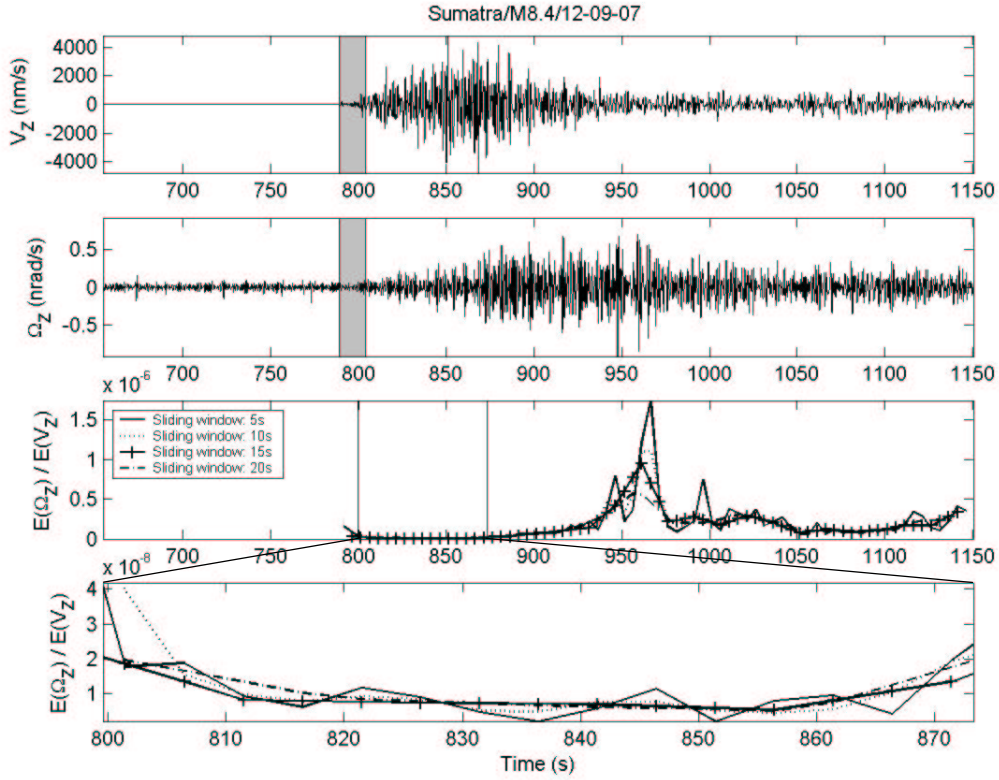 Sumatra/M8.4/12-09-07
V_Z (nm/s)
4000
2000
0
-2000
-4000
700 750 800 850 900 950 1000 1050 1100 1150
Ω_Z (nrad/s)
0.5
0
-0.5
700 750 800 850 900 950 1000 1050 1100 1150
x 10^-6
E(Ω_Z) / E(V_Z)
1.5
1
0.5
0
Sliding window: 5s
Sliding window: 10s
Sliding window: 15s
Sliding window: 20s
700 750 800 850 900 950 1000 1050 1100 1150
x 10^-8
E(Ω_Z) / E(V_Z)
4
3
2
1
800 810 820 830 840 850 860 870
Time (s)